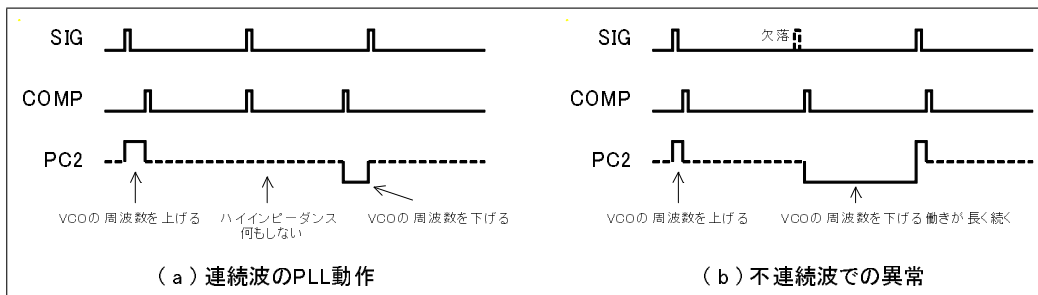 SIG
COMP
PC2
VCOの周波数を上げる
ハイインピーダンス
何もしない
VCOの周波数を下げる
(a)連続波のPLL動作
SIG
欠落
COMP
PC2
VCOの周波数を上げる
VCOの周波数を下げる働きが長く続く
(b)不連続波での異常